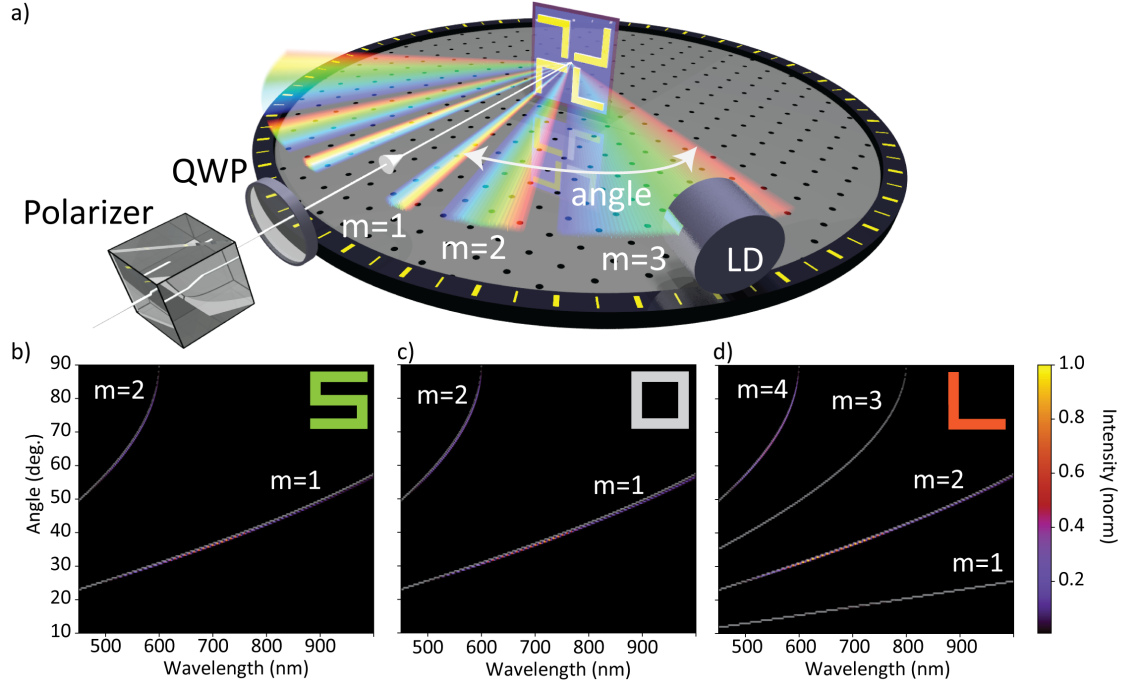 a)
QWP
Polarizer
angle
m=1
m=2
m=3
LD
b)
c)
d)
90
80
70
60
50
40
30
20
10
Angle (deg.)
m=2
m=1
500
600
700
800
900
Wavelength (nm)
m=2
m=1
500
600
700
800
900
Wavelength (nm)
m=4
m=3
m=2
m=1
500
600
700
800
900
Wavelength (nm)
1.0
0.8
0.6
0.4
0.2
Intensity (norm)